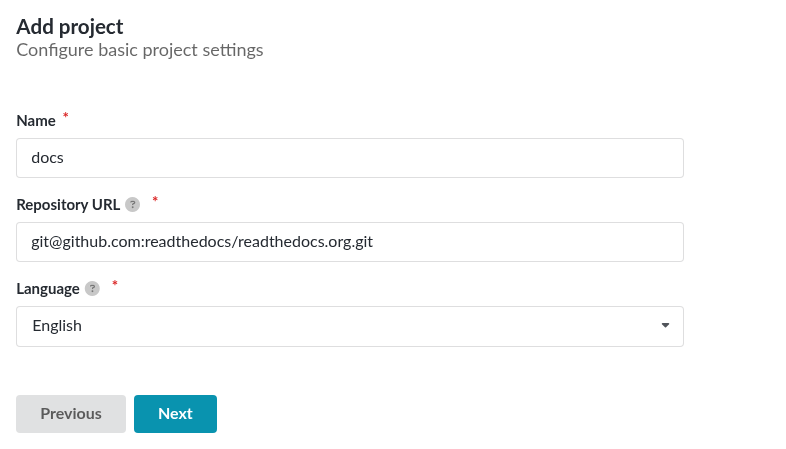 Add project
Configure basic project settings
Name *
docs
Repository URL ? *
git@github.com:readthedocs/readthedocs.org.git
Language ? *
English
Previous Next